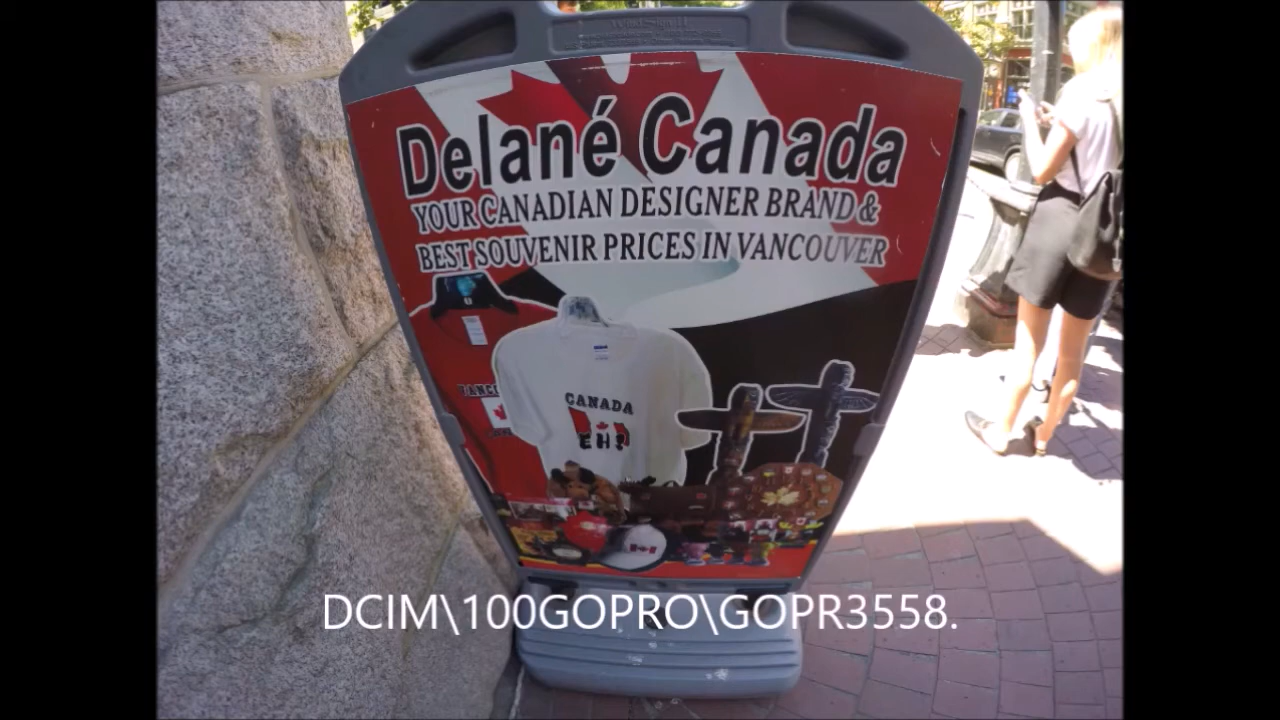 Delané Canada
YOUR CANADIAN DESIGNER BRAND &
BEST SOUVENIR PRICES IN VANCOUVER
CANADA
EH?
DCIM\100GOPRO\GOPR3558.